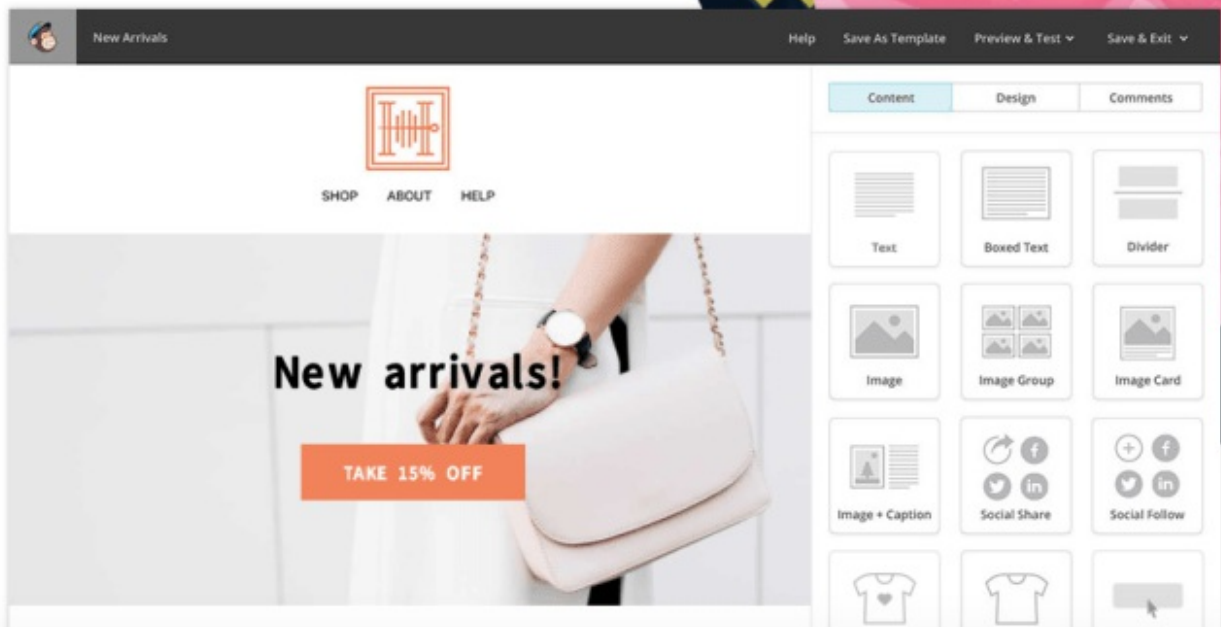 New Arrivals
Help Save As Template Preview & Test Save & Exit
Content Design Comments
SHOP ABOUT HELP
Text Boxed Text Divider
New arrivals!
Image Image Group Image Card
TAKE 15% OFF
Image + Caption Social Share Social Follow